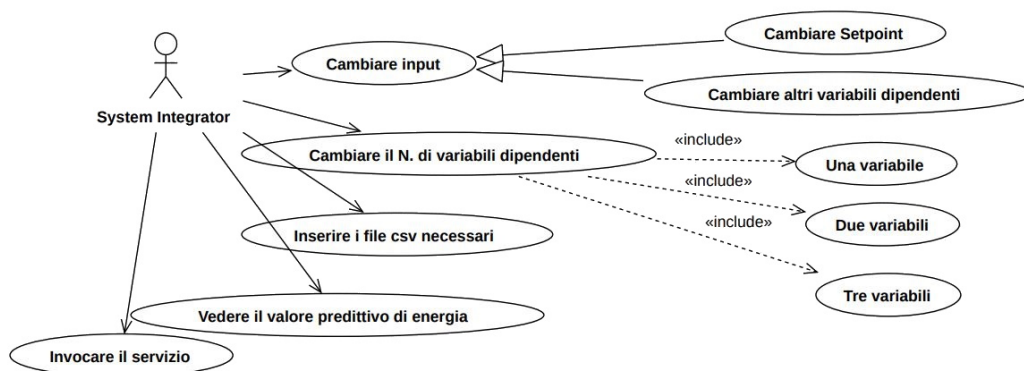 Cambiare Setpoint
Cambiare input
Cambiare altri variabili dipendenti
System Integrator
«include»
Cambiare il N. di variabili dipendenti
Una variabile
«include»
«include»
Due variabili
Inserire i file csv necessari
Tre variabili
Vedere il valore predittivo di energia
Invocare il servizio